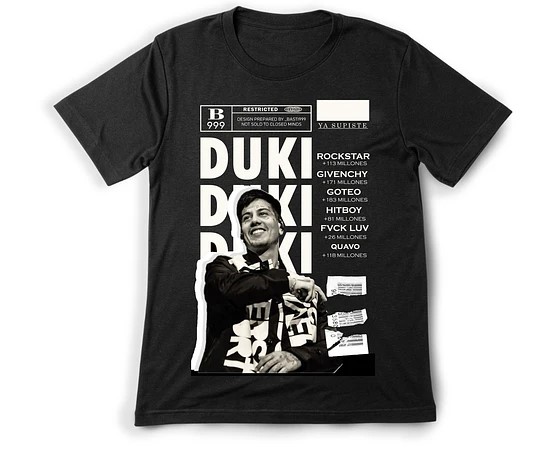 B
999
RESTRICTED
DESIGN PREPARED BY _BASTI999
NOT SOLD TO CLOSED MINDS
YA SUPISTE
DUKI
DUKI
DUKI
ROCKSTAR
+113 MILLONES
GIVENCHY
+171 MILLONES
GOTEO
+183 MILLONES
HITBOY
+81 MILLONES
FVCK LUV
+26 MILLONES
QUAVO
+118 MILLONES